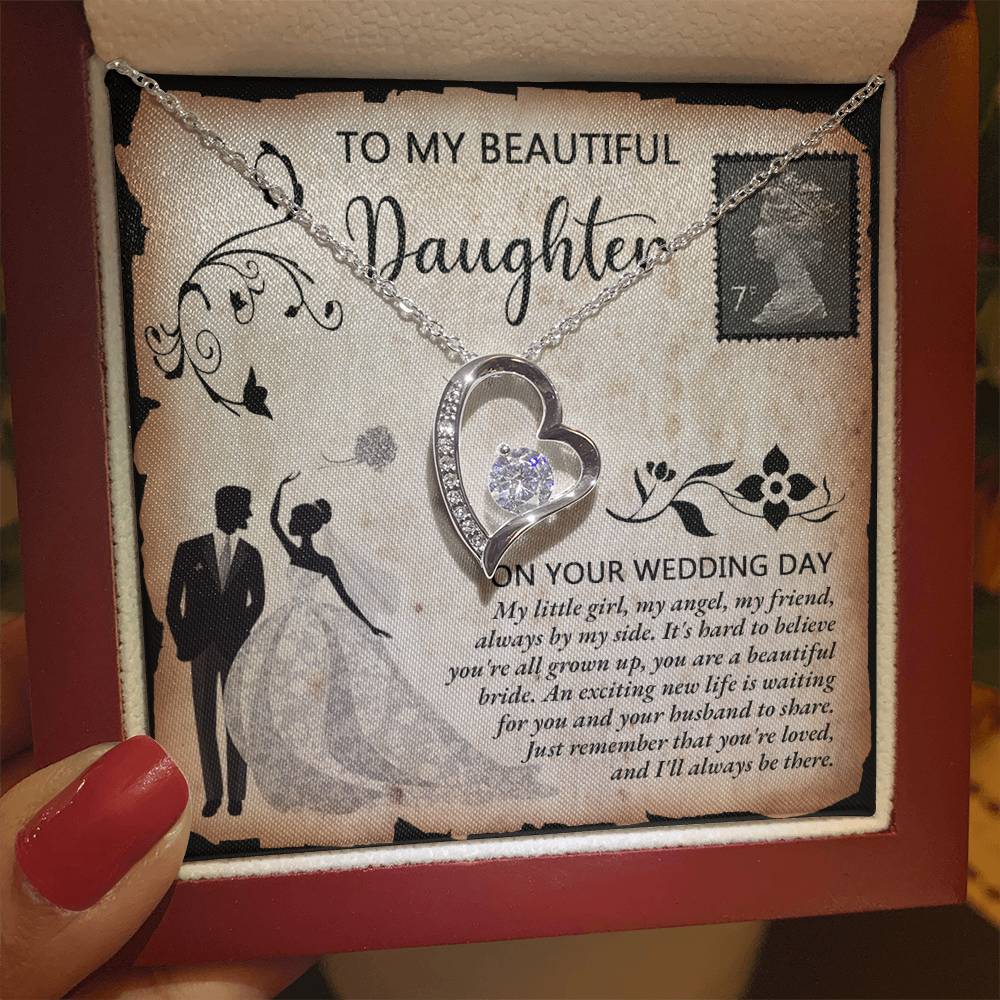 TO MY BEAUTIFUL
Daughter
7P
ON YOUR WEDDING DAY
My little girl, my angel, my friend,
always by my side. It's hard to believe
you're all grown up, you are a beautiful
bride. An exciting new life is waiting
for you and your husband to share.
Just remember that you're loved,
and I'll always be there.